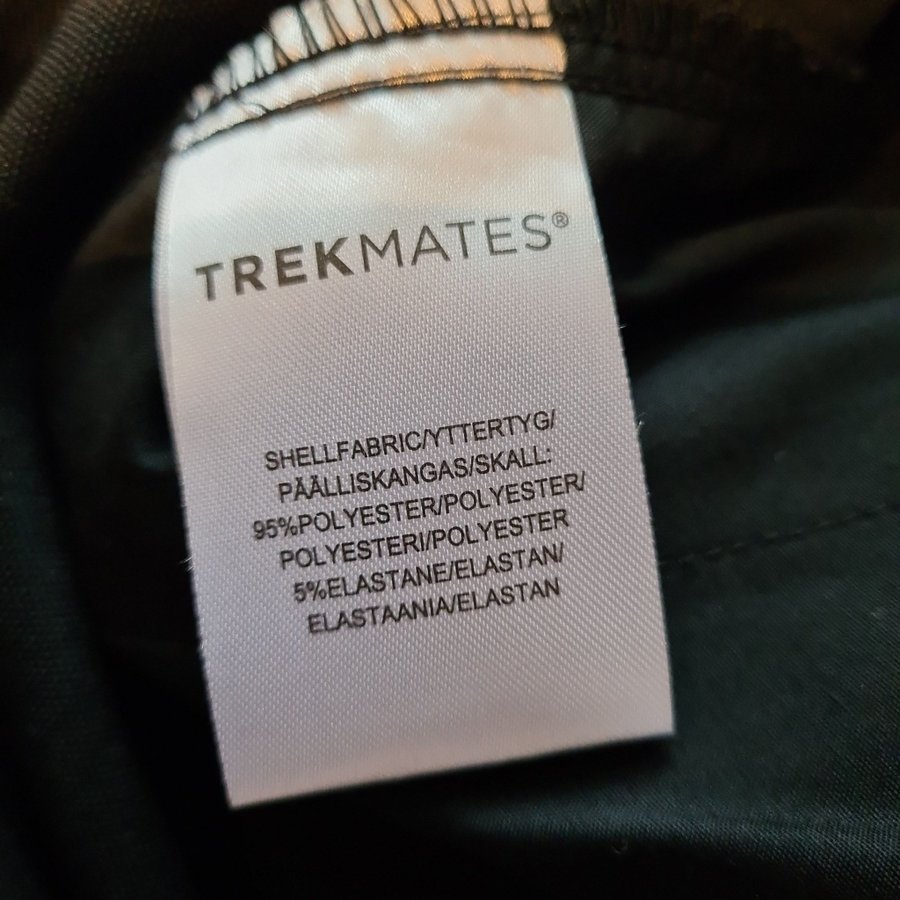 TREKMATES®
SHELLFABRIC/YTTERTYG/
PÄÄLLISKANGAS/SKALL:
95%POLYESTER/POLYESTER/
POLYESTERI/POLYESTER
5%ELASTANE/ELASTAN/
ELASTAANIA/ELASTAN